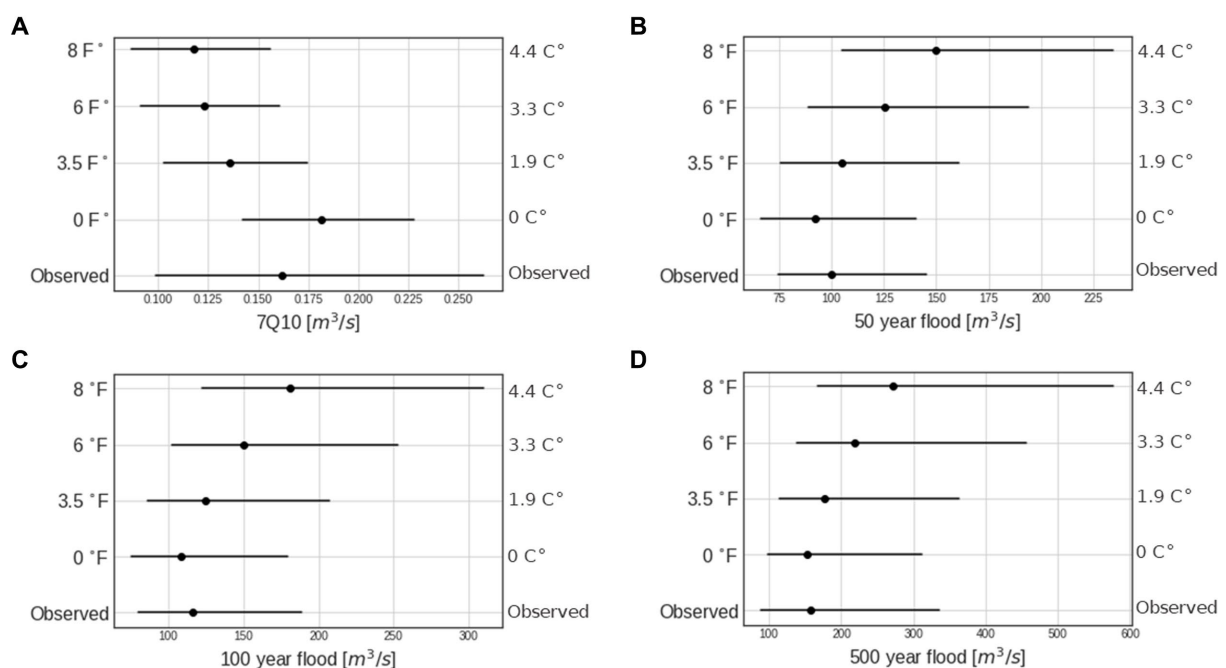 A
8 F°
6 F°
3.5 F°
0 F°
Observed
4.4 C°
3.3 C°
1.9 C°
0 C°
Observed
0.100 0.125 0.150 0.175 0.200 0.225 0.250
7Q10 [m³/s]
B
8 °F
6 °F
3.5 °F
0 °F
Observed
4.4 C°
3.3 C°
1.9 C°
0 C°
Observed
75 100 125 150 175 200 225
50 year flood [m³/s]
C
8 °F
6 °F
3.5 °F
0 °F
Observed
4.4 C°
3.3 C°
1.9 C°
0 C°
Observed
100 150 200 250 300
100 year flood [m³/s]
D
8 °F
6 °F
3.5 °F
0 °F
Observed
4.4 C°
3.3 C°
1.9 C°
0 C°
Observed
100 200 300 400 500 600
500 year flood [m³/s]